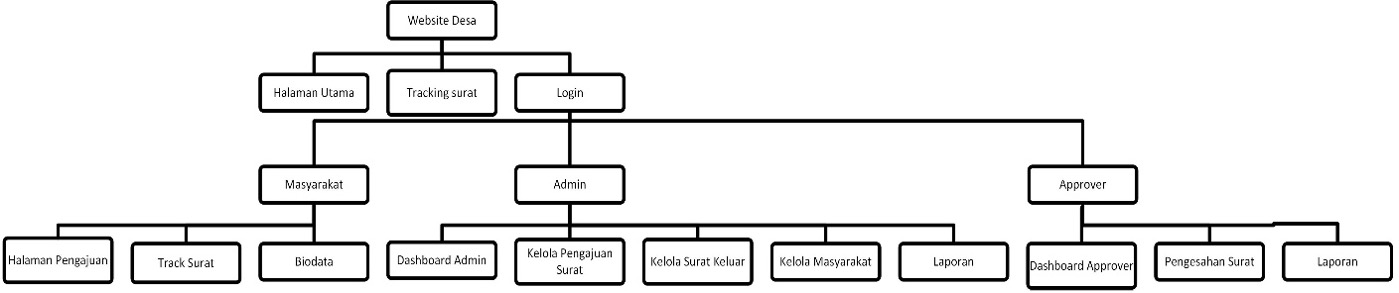 Website Desa
Halaman Utama
Tracking surat
Login
Masyarakat
Admin
Approver
Halaman Pengajuan
Track Surat
Biodata
Dashboard Admin
Kelola Pengajuan
Surat
Kelola Surat Keluar
Kelola Masyarakat
Laporan
Dashboard Approver
Pengesahan Surat
Laporan